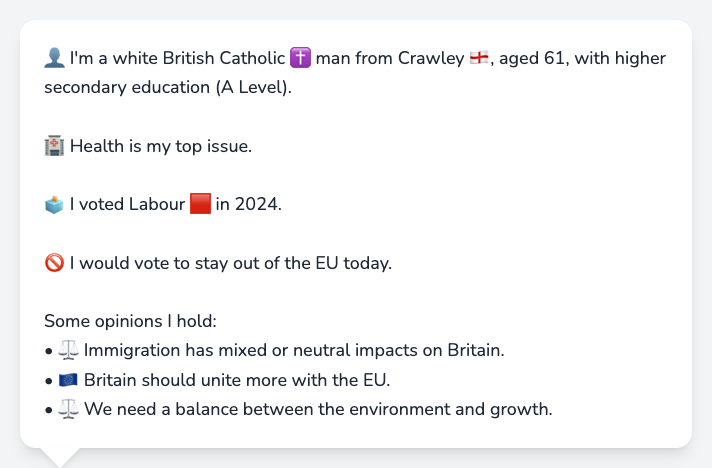 👤 I'm a white British Catholic ✝️ man from Crawley 🏴󠁧󠁢󠁥󠁮󠁧󠁿, aged 61, with higher
secondary education (A Level).
🏥 Health is my top issue.
🗳️ I voted Labour 🟥 in 2024.
🚫 I would vote to stay out of the EU today.
Some opinions I hold:
• ⚖️ Immigration has mixed or neutral impacts on Britain.
• 🇪🇺 Britain should unite more with the EU.
• ⚖️ We need a balance between the environment and growth.